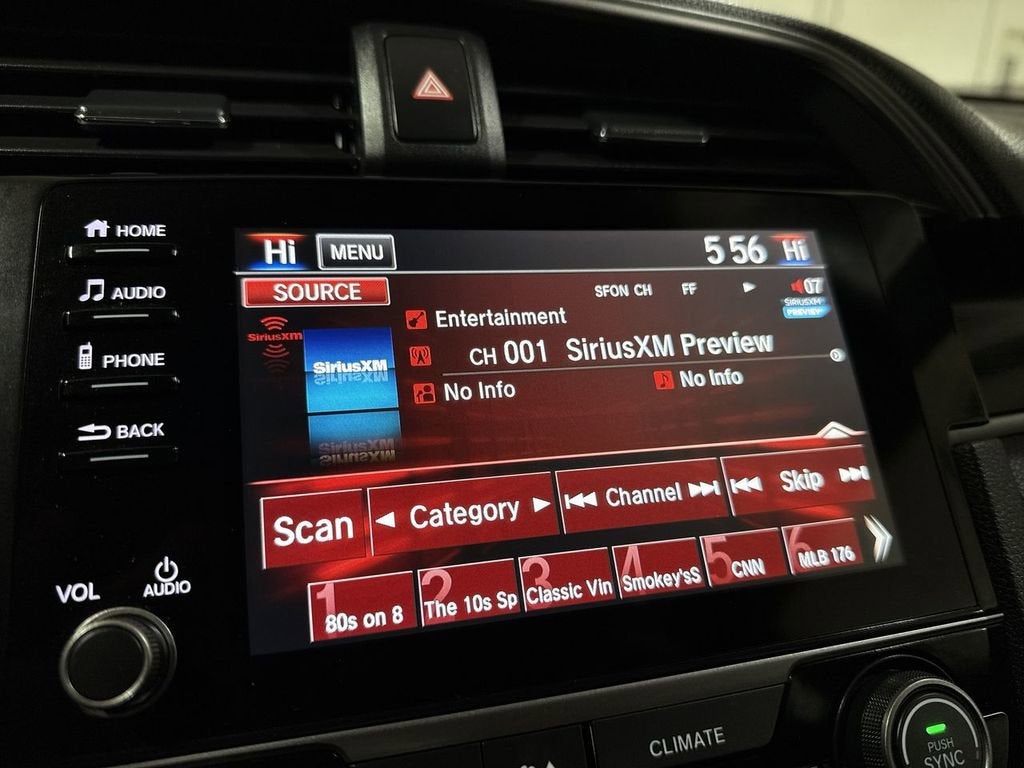 HOME
AUDIO
PHONE
BACK
VOL
AUDIO
Hi
MENU
5 56
Hi
SOURCE
SFON CH
FF
07
SIRIUSXM
PREVIEW
SiriusXM
SiriusXM
SiriusXM
Entertainment
CH 001 SiriusXM Preview
No Info
No Info
Scan
Category
Channel
Skip
1 80s on 8
2 The 10s Sp
3 Classic Vin
4 Smokey'sS
5 CNN
6 MLB 176
CLIMATE
PUSH
SYNC